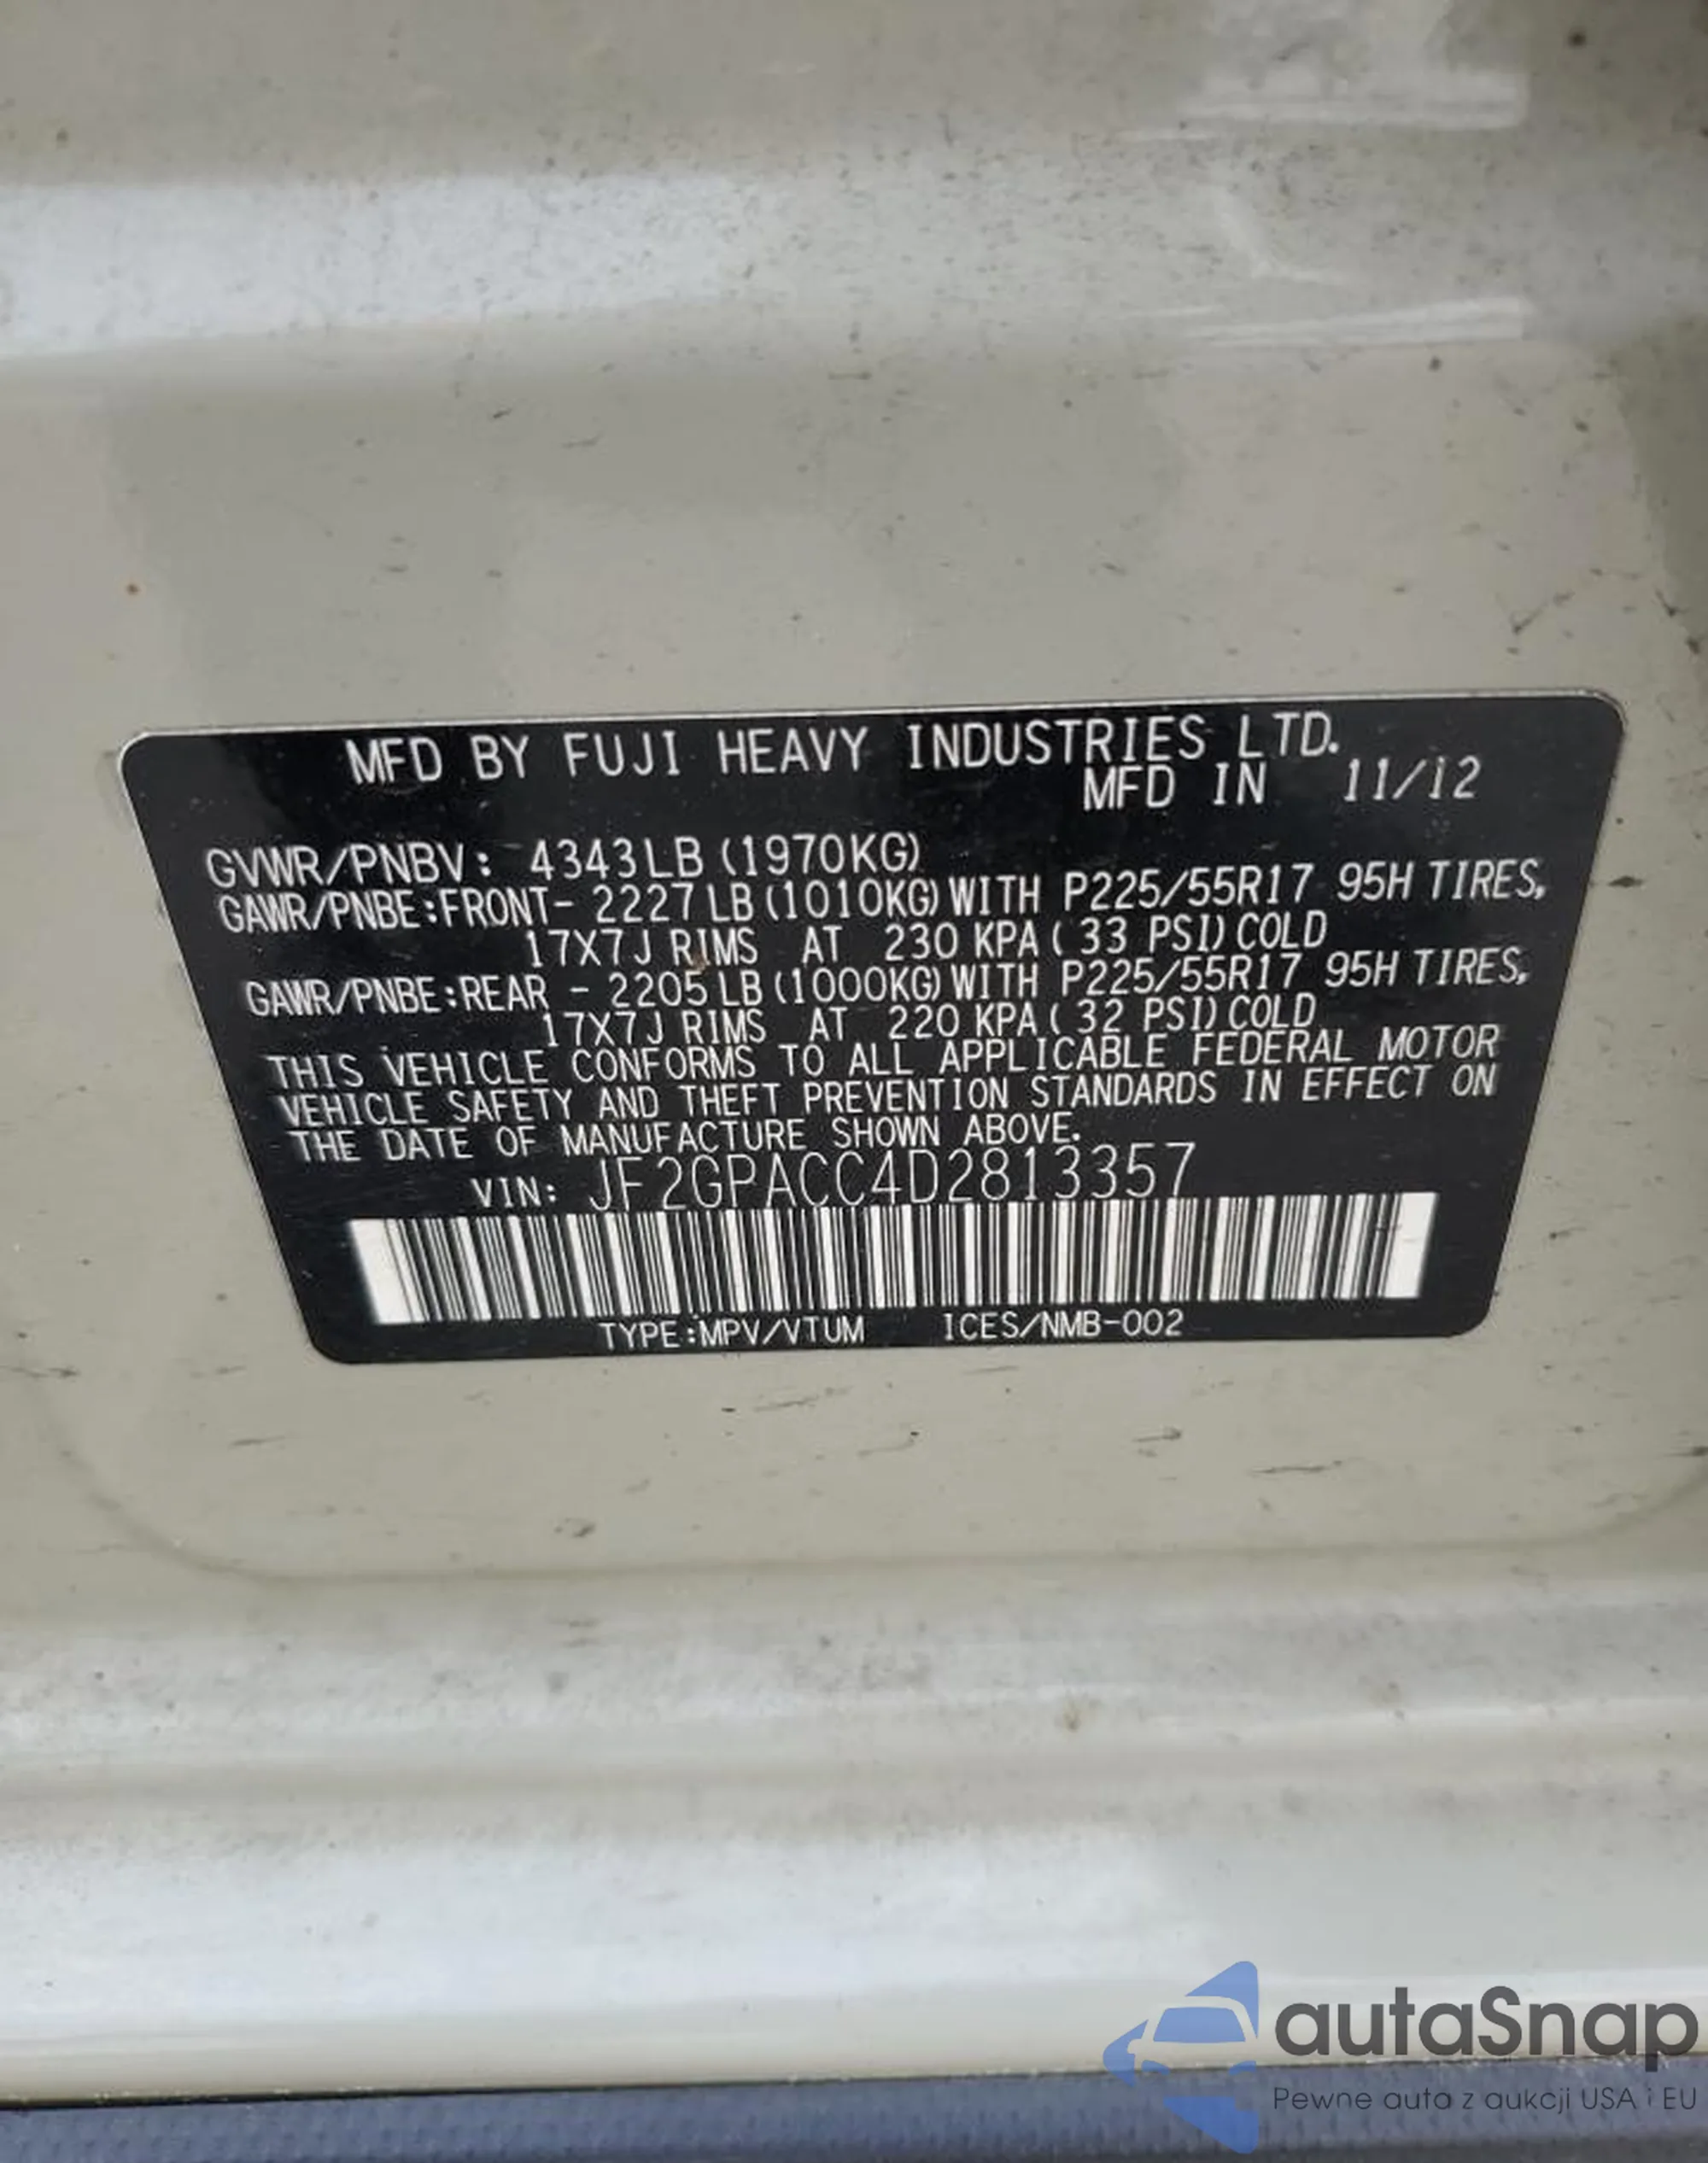 MFD BY FUJI HEAVY INDUSTRIES LTD.
MFD IN 11/12
GVWR/PNBV: 4343LB (1970KG)
GAWR/PNBE:FRONT- 2227LB (1010KG) WITH P225/55R17 95H TIRES,
17X7J RIMS AT 230 KPA ( 33 PSI) COLD
GAWR/PNBE:REAR - 2205LB (1000KG) WITH P225/55R17 95H TIRES,
17X7J RIMS AT 220 KPA ( 32 PSI) COLD
THIS VEHICLE CONFORMS TO ALL APPLICABLE FEDERAL MOTOR
VEHICLE SAFETY AND THEFT PREVENTION STANDARDS IN EFFECT ON
THE DATE OF MANUFACTURE SHOWN ABOVE.
VIN: JF2GPACC4D2813357
TYPE:MPV/VTUM ICES/NMB-002
autaSnap
Pewne auta z aukcji USA i EU